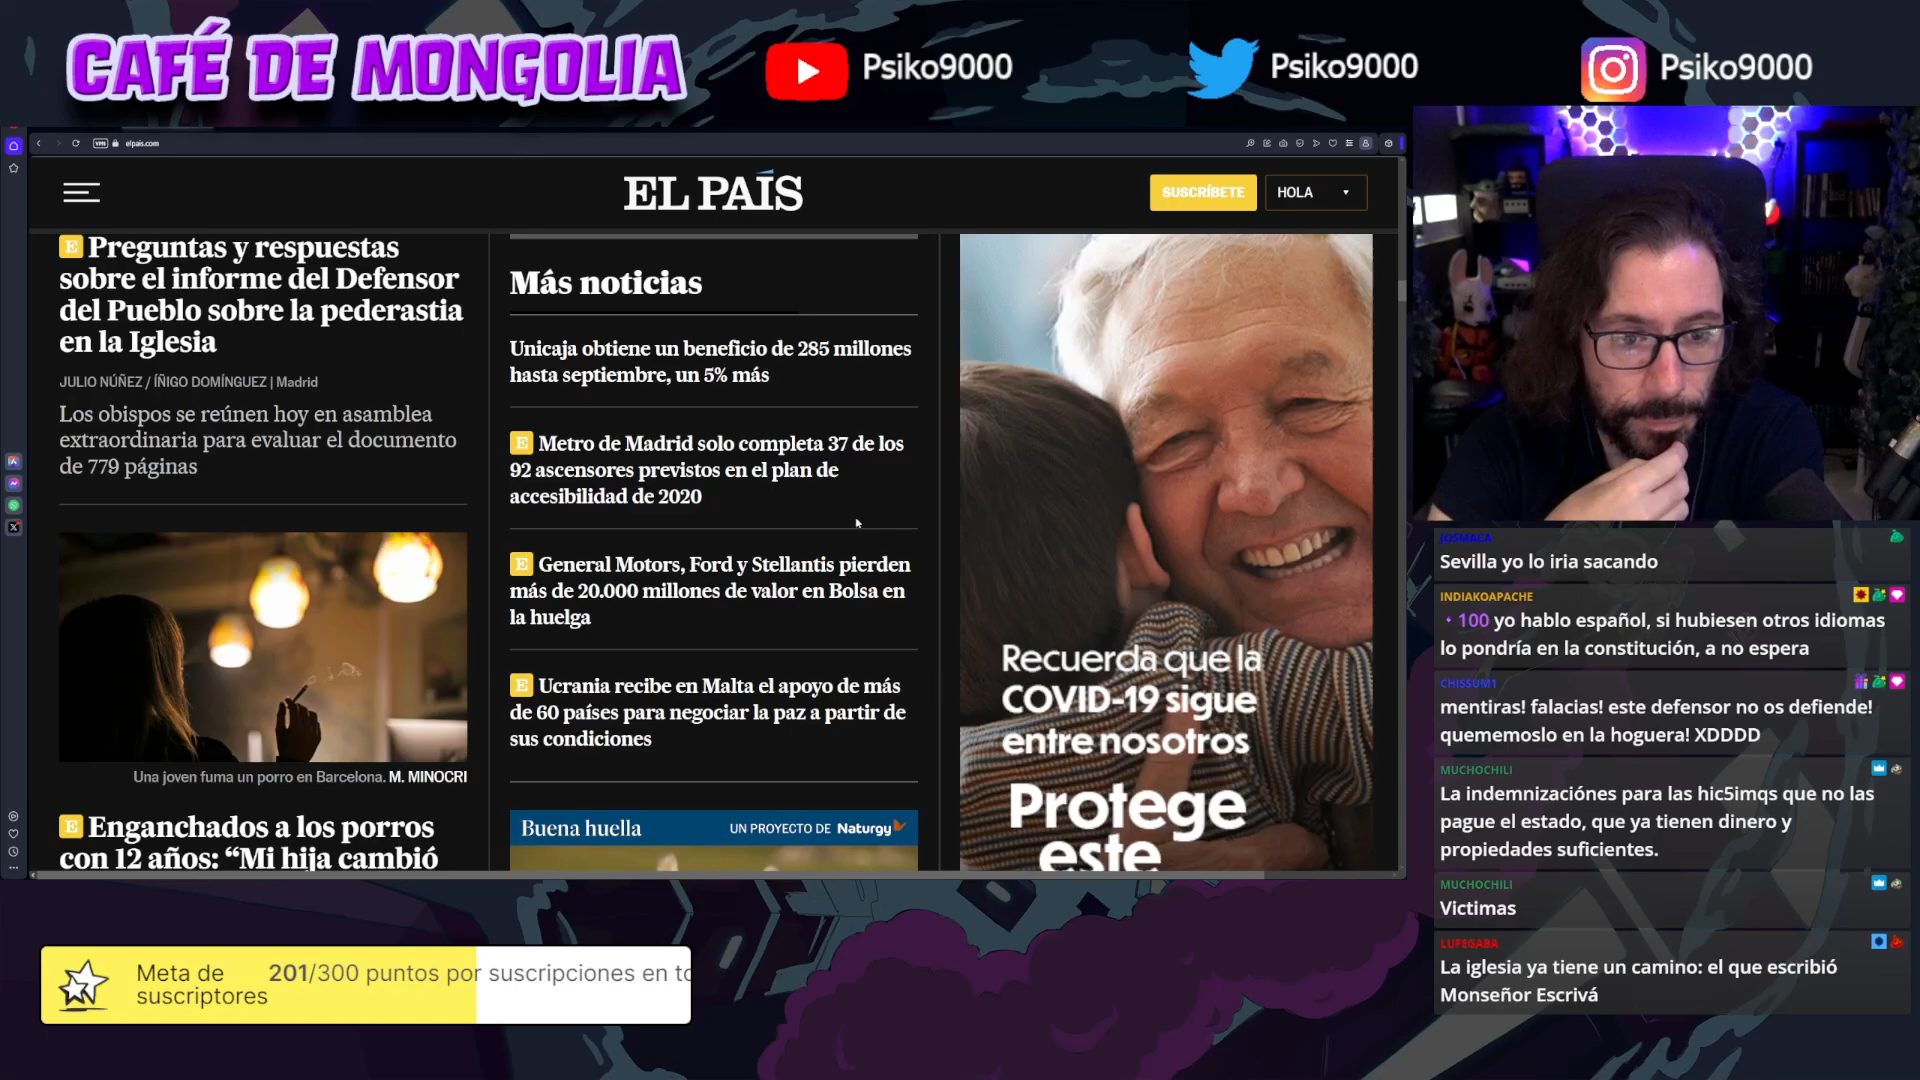 CAFÉ DE MONGOLIA
Psiko9000
Psiko9000
Psiko9000
VPN
elpais.com
EL PAÍS
SUSCRÍBETE
HOLA
E Preguntas y respuestas
sobre el informe del Defensor
del Pueblo sobre la pederastia
en la Iglesia
JULIO NÚÑEZ / ÍÑIGO DOMÍNGUEZ | Madrid
Los obispos se reúnen hoy en asamblea
extraordinaria para evaluar el documento
de 779 páginas
Una joven fuma un porro en Barcelona. M. MINOCRI
E Enganchados a los porros
con 12 años: “Mi hija cambió
Más noticias
Unicaja obtiene un beneficio de 285 millones
hasta septiembre, un 5% más
E Metro de Madrid solo completa 37 de los
92 ascensores previstos en el plan de
accesibilidad de 2020
E General Motors, Ford y Stellantis pierden
más de 20.000 millones de valor en Bolsa en
la huelga
E Ucrania recibe en Malta el apoyo de más
de 60 países para negociar la paz a partir de
sus condiciones
Buena huella
UN PROYECTO DE Naturgy
Recuerda que la
COVID-19 sigue
entre nosotros
Protege
este
JOSMACA
Sevilla yo lo iria sacando
INDIKOAPACHE
100 yo hablo español, si hubiesen otros idiomas
lo pondría en la constitución, a no espera
CHISSUM1
mentiras! falacias! este defensor no os defiende!
quememoslo en la hoguera! XDDDD
MUCHOCHILI
La indemnizaciónes para las hic5imqs que no las
pague el estado, que ya tienen dinero y
propiedades suficientes.
MUCHOCHILI
Victimas
LUFEGABA
La iglesia ya tiene un camino: el que escribió
Monseñor Escrivá
Meta de
suscriptores
201/300 puntos por suscripciones en to